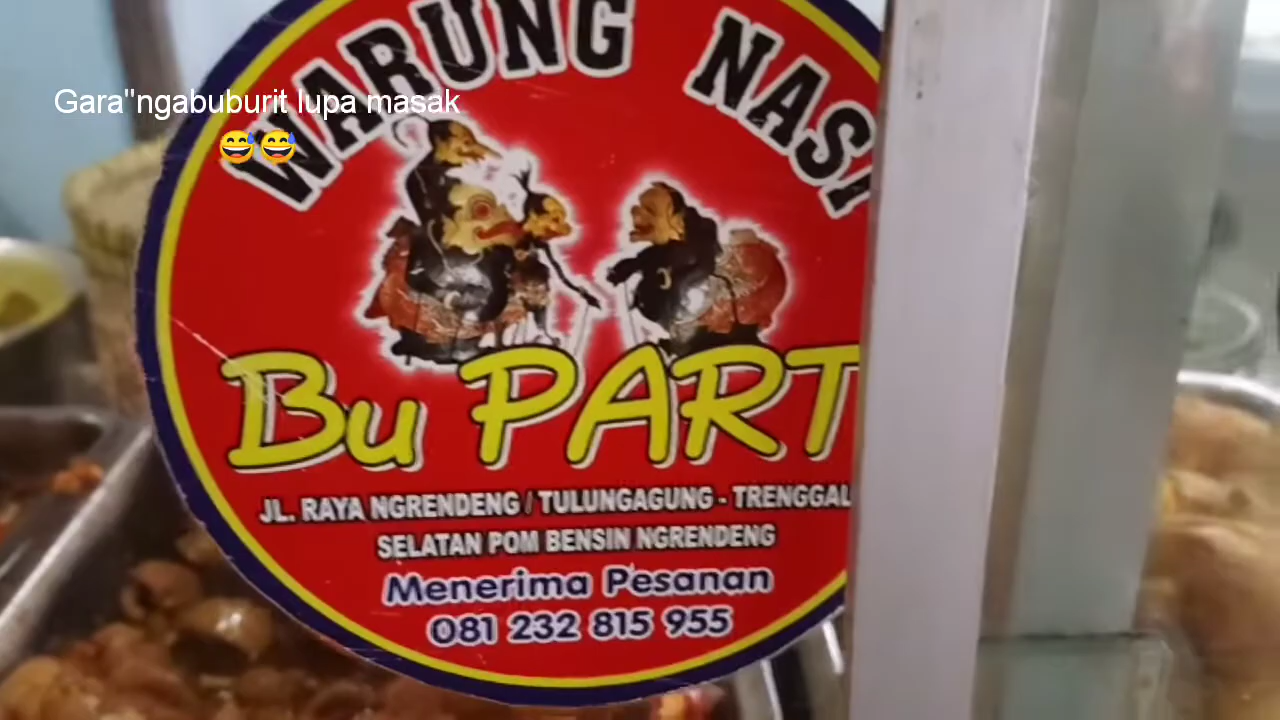 Gara"ngabuburit lupa masak
😅😅
WARUNG NASI
Bu PART
JL. RAYA NGRENDENG / TULUNGAGUNG - TRENGGAL
SELATAN POM BENSIN NGRENDENG
Menerima Pesanan
081 232 815 955